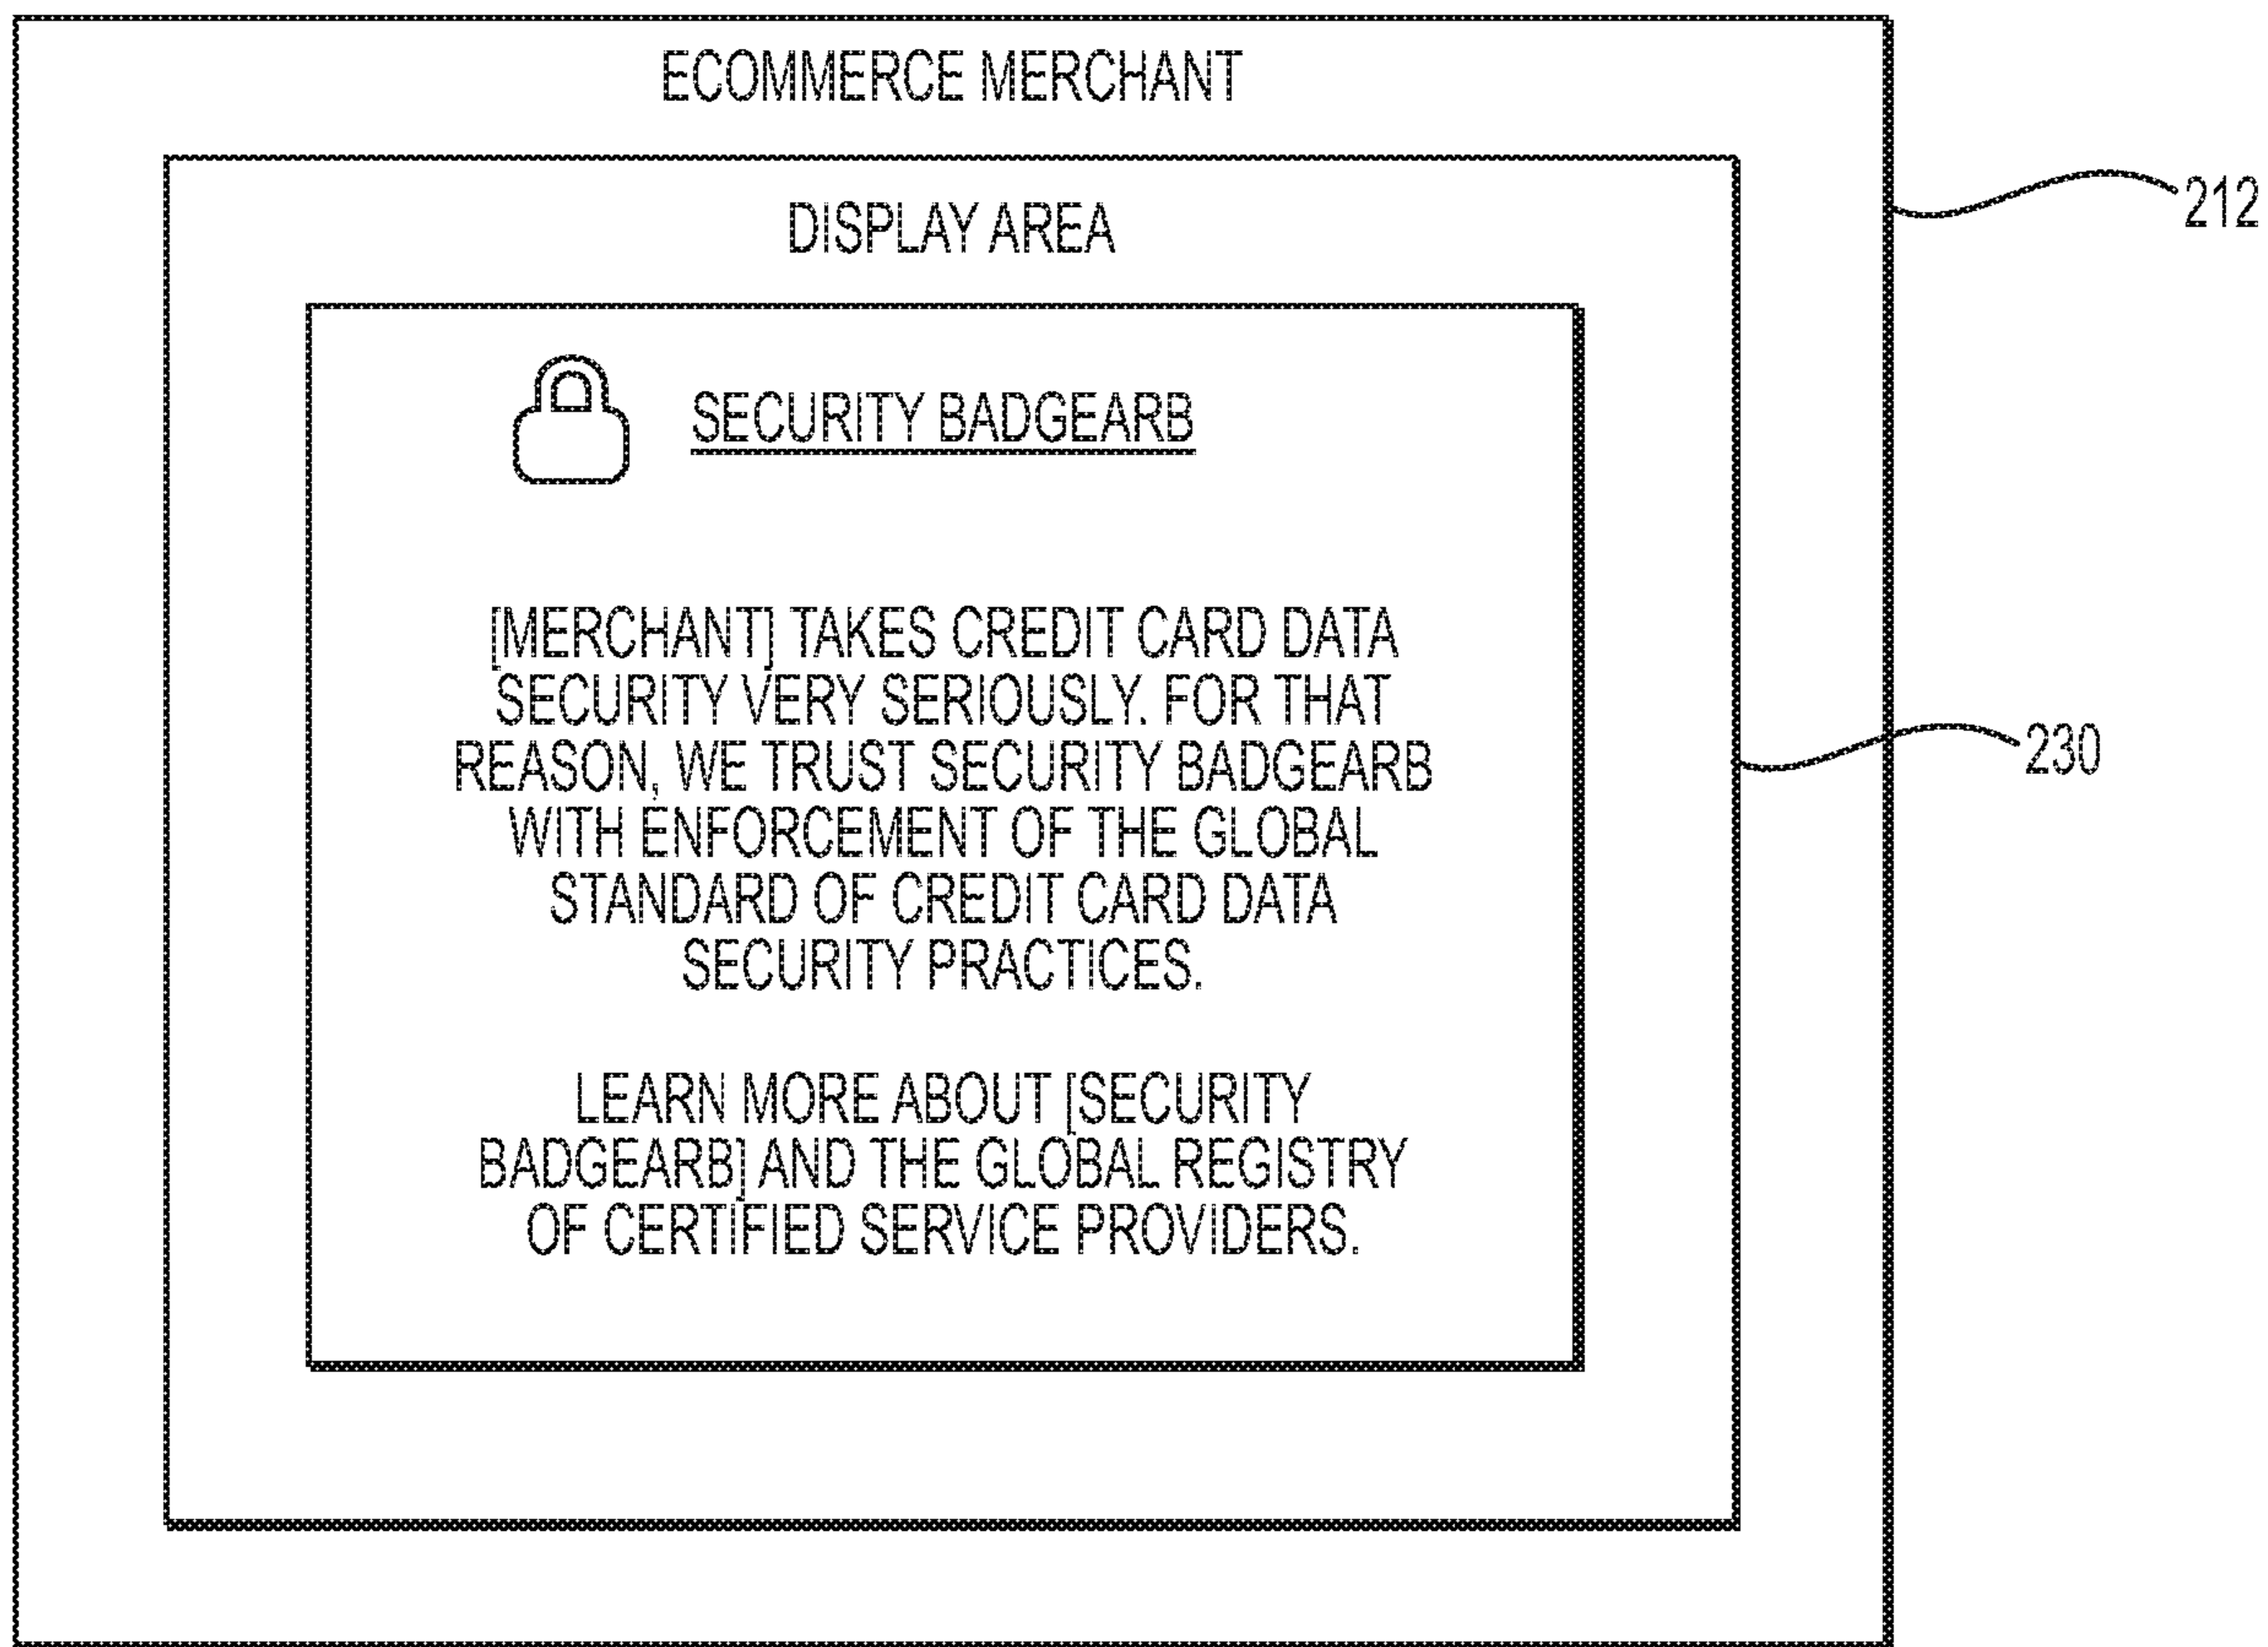 ECOMMERCE MERCHANT
212
DISPLAY AREA
SECURITY BADGEARB
[MERCHANT] TAKES CREDIT CARD DATA
SECURITY VERY SERIOUSLY. FOR THAT
REASON, WE TRUST SECURITY BADGEARB
230
WITH ENFORCEMENT OF THE GLOBAL
STANDARD OF CREDIT CARD DATA
SECURITY PRACTICES.
LEARN MORE ABOUT [SECURITY
BADGEARB] AND THE GLOBAL REGISTRY
OF CERTIFIED SERVICE PROVIDERS.